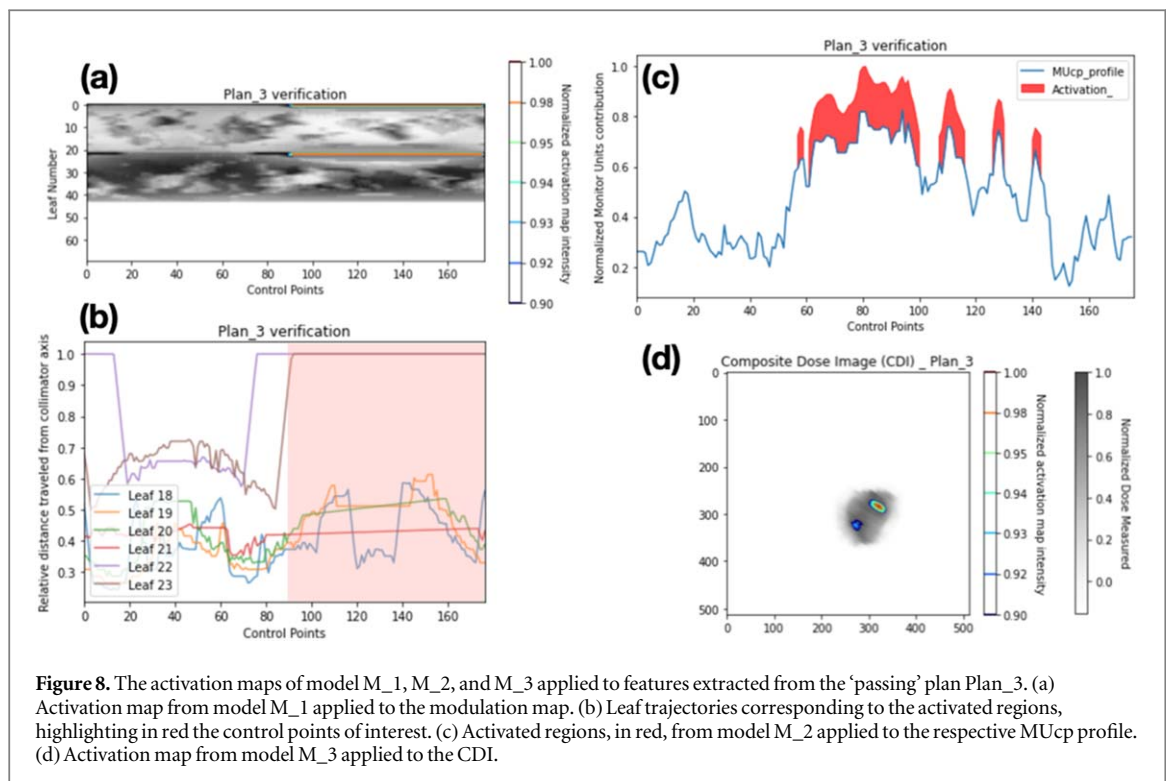 (a)
Plan_3 verification
0
10
20
30
40
50
60
Leaf Number
0 20 40 60 80 100 120 140 160
Control Points
1.00
0.98
0.95
0.94
0.93
0.92
0.90
Normalized activation map intensity
(b)
Plan_3 verification
1.0
0.9
0.8
0.7
0.6
0.5
0.4
0.3
Relative distance traveled from collimator axis
Leaf 18
Leaf 19
Leaf 20
Leaf 21
Leaf 22
Leaf 23
0 20 40 60 80 100 120 140 160
Control Points
(c)
Plan_3 verification
1.0
0.8
0.6
0.4
0.2
Normalized Monitor Units contribution
MUcp_profile
Activation_
0 20 40 60 80 100 120 140 160
Control Points
(d)
Composite Dose Image (CDI) _ Plan_3
0
100
200
300
400
500
0 100 200 300 400 500
1.00
0.98
0.95
0.94
0.93
0.92
0.90
Normalized activation map intensity
1.0
0.8
0.6
0.4
0.2
0.0
Normalized Dose Measured
Figure 8. The activation maps of model M_1, M_2, and M_3 applied to features extracted from the ‘passing’ plan Plan_3. (a)
Activation map from model M_1 applied to the modulation map. (b) Leaf trajectories corresponding to the activated regions,
highlighting in red the control points of interest. (c) Activated regions, in red, from model M_2 applied to the respective MUcp profile.
(d) Activation map from model M_3 applied to the CDI.